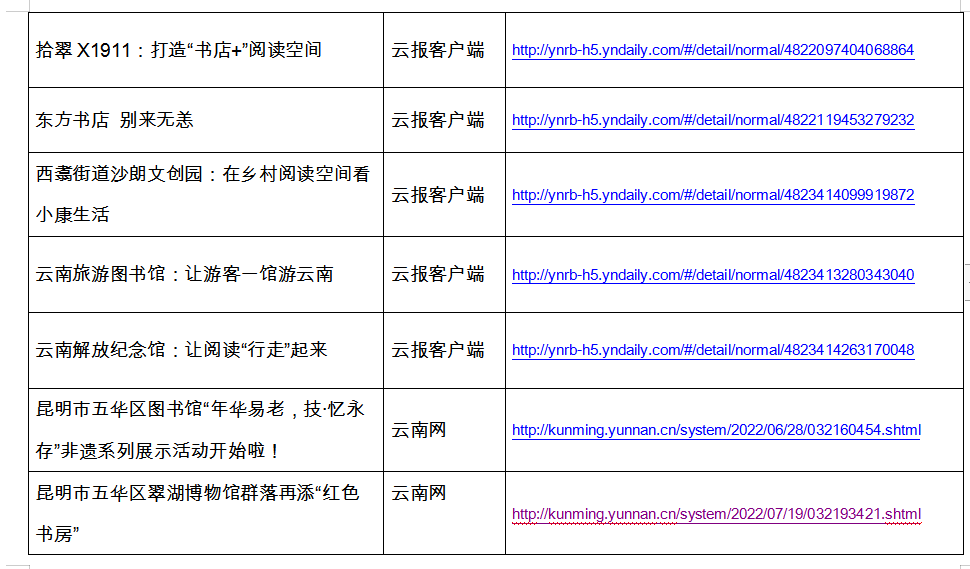 拾翠 X1911：打造“书店+”阅读空间 云报客户端 http://ynrb-h5.yndaily.com/#/detail/normal/4822097404068864
东方书店 别来无恙 云报客户端 http://ynrb-h5.yndaily.com/#/detail/normal/4822119453279232
西翥街道沙朗文创园：在乡村阅读空间看
小康生活
云报客户端 http://ynrb-h5.yndaily.com/#/detail/normal/4823414099919872
云南旅游图书馆：让游客一馆游云南 云报客户端 http://ynrb-h5.yndaily.com/#/detail/normal/4823413280343040
云南解放纪念馆：让阅读“行走”起来 云报客户端 http://ynrb-h5.yndaily.com/#/detail/normal/4823414263170048
昆明市五华区图书馆“年华易老，技·忆永
存”非遗系列展示活动开始啦！
云南网 http://kunming.yunnan.cn/system/2022/06/28/032160454.shtml
昆明市五华区翠湖博物馆群落再添“红色
书房”
云南网 http://kunming.yunnan.cn/system/2022/07/19/032193421.shtml